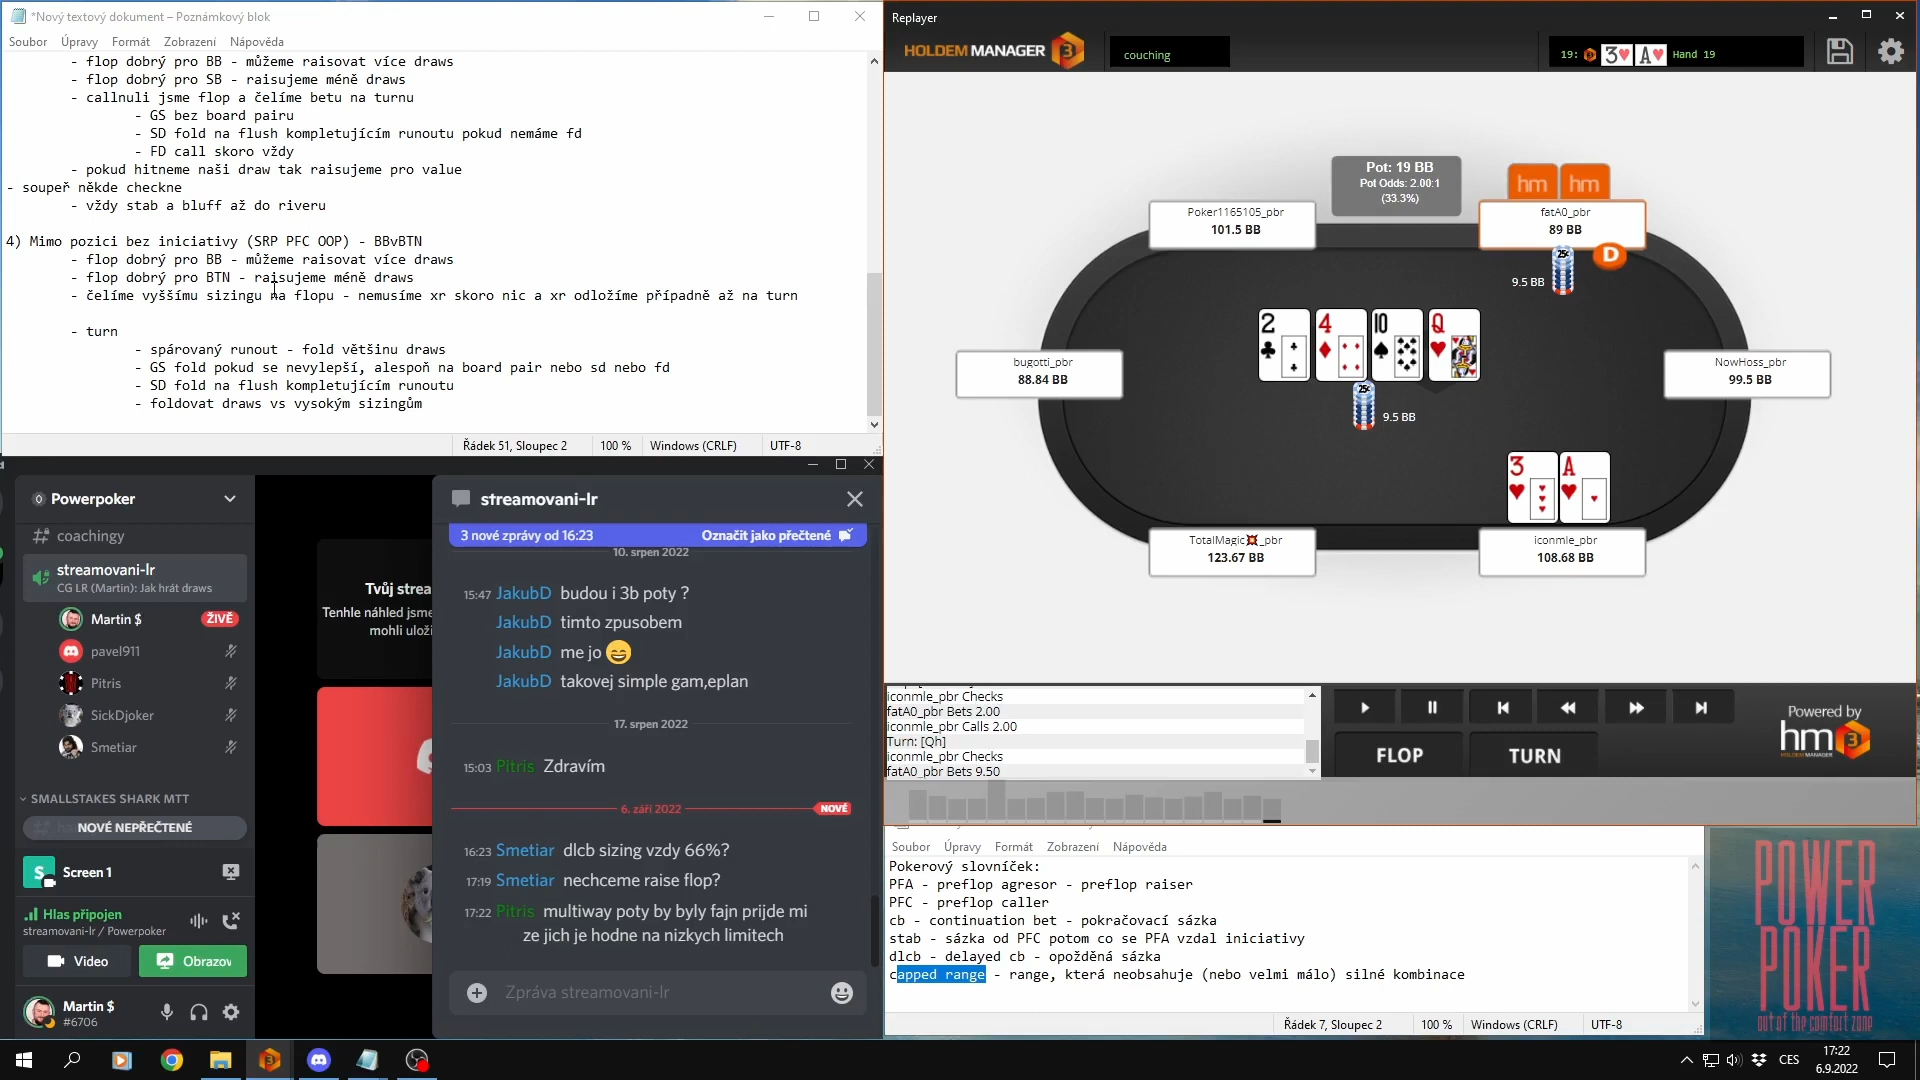 *Nový textový dokument – Poznámkový blok
Soubor Úpravy Formát Zobrazení Nápověda
- flop dobrý pro BB - můžeme raisovat více draws
- flop dobrý pro SB - raisujeme méně draws
- callnuli jsme flop a čelíme betu na turnu
- GS bez board pairu
- SD fold na flush kompletujícím runoutu pokud nemáme fd
- FD call skoro vždy
- pokud hitneme naši draw tak raisujeme pro value
- soupeř někde checkne
- vždy stab a bluff až do riveru
4) Mimo pozici bez iniciativy (SRP PFC OOP) - BBvBTN
- flop dobrý pro BB - můžeme raisovat více draws
- flop dobrý pro BTN - raisujeme méně draws
- čelíme vyššímu sizingu na flopu - nemusíme xr skoro nic a xr odložíme případně až na turn
- turn
- spárovaný runout - fold většinu draws
- GS fold pokud se nevylepší, alespoň na board pair nebo sd nebo fd
- SD fold na flush kompletujícím runoutu
- foldovat draws vs vysokým sizingům
Řádek 51, Sloupec 2 100 % Windows (CRLF) UTF-8
Replayer
HOLDEM MANAGER 3
couching
19: 3♥ A♥ Hand 19
Pot: 19 BB
Pot Odds: 2.00:1
(33.3%)
hm hm
Poker1165105_pbr
101.5 BB
fatA0_pbr
89 BB
D
25¢
9.5 BB
2 4 10 Q
bugotti_pbr
88.84 BB
NowHoss_pbr
99.5 BB
25¢
9.5 BB
3 A
TotalMagic💥_pbr
123.67 BB
iconmle_pbr
108.68 BB
iconmle_pbr Checks
fatA0_pbr Bets 2.00
iconmle_pbr Calls 2.00
Turn: [Qh]
iconmle_pbr Checks
fatA0_pbr Bets 9.50
FLOP TURN
Powered by
hm 3
HOLDEM MANAGER
Powerpoker
coachingy
streamovani-lr
CG LR (Martin): Jak hrát draws
Martin $ ŽIVĚ
pavel911
Pitris
SickDjoker
Smetiar
SMALLSTAKES SHARK MTT
NOVÉ NEPŘEČTENÉ
S Screen 1
Hlas připojen
streamovani-lr / Powerpoker
Video Obrazov
Martin $
#6706
Tvůj strea
Tenhle náhled jsme
mohli uloži
streamovani-lr
3 nové zprávy od 16:23 Označit jako přečtené
10. srpen 2022
15:47 JakubD budou i 3b poty ?
JakubD timto zpusobem
JakubD me jo 😄
JakubD takovej simple gam,eplan
17. srpen 2022
15:03 Pitris Zdravím
6. září 2022 NOVÉ
16:23 Smetiar dlcb sizing vzdy 66%?
17:19 Smetiar nechceme raise flop?
17:22 Pitris multiway poty by byly fajn prijde mi
ze jich je hodne na nizkych limitech
Zpráva streamovani-lr
Soubor Úpravy Formát Zobrazení Nápověda
Pokerový slovníček:
PFA - preflop agresor - preflop raiser
PFC - preflop caller
cb - continuation bet - pokračovací sázka
stab - sázka od PFC potom co se PFA vzdal iniciativy
dlcb - delayed cb - opožděná sázka
capped range - range, která neobsahuje (nebo velmi málo) silné kombinace
Řádek 7, Sloupec 2 100 % Windows (CRLF) UTF-8
POWER
POKER
out of the comfort zone
CES
17:22
6.9.2022